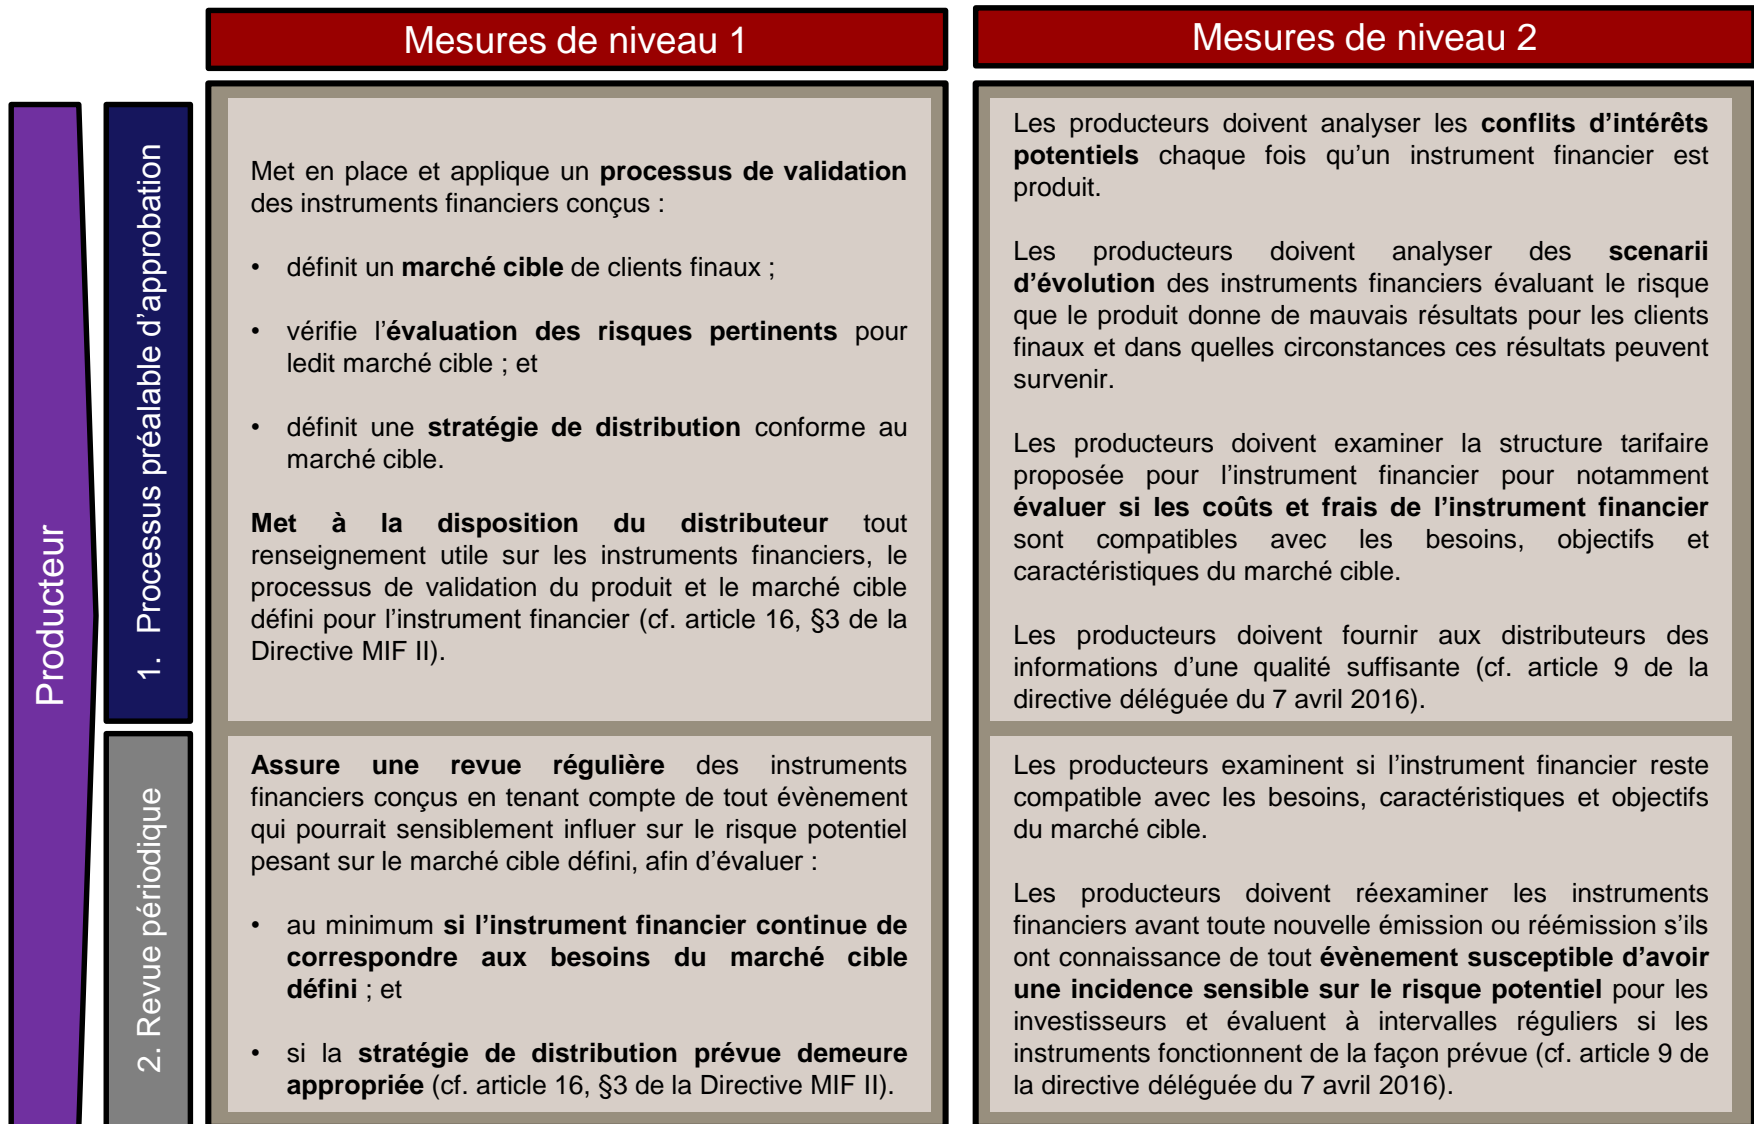 Mesures de niveau 1
Mesures de niveau 2
Producteur
1. Processus préalable d’approbation
Met en place et applique un processus de validation
des instruments financiers conçus :
• définit un marché cible de clients finaux ;
• vérifie l’évaluation des risques pertinents pour
ledit marché cible ; et
• définit une stratégie de distribution conforme au
marché cible.
Met à la disposition du distributeur tout
renseignement utile sur les instruments financiers, le
processus de validation du produit et le marché cible
défini pour l’instrument financier (cf. article 16, §3 de la
Directive MIF II).
Les producteurs doivent analyser les conflits d’intérêts
potentiels chaque fois qu’un instrument financier est
produit.
Les producteurs doivent analyser des scenarii
d’évolution des instruments financiers évaluant le risque
que le produit donne de mauvais résultats pour les clients
finaux et dans quelles circonstances ces résultats peuvent
survenir.
Les producteurs doivent examiner la structure tarifaire
proposée pour l’instrument financier pour notamment
évaluer si les coûts et frais de l’instrument financier
sont compatibles avec les besoins, objectifs et
caractéristiques du marché cible.
Les producteurs doivent fournir aux distributeurs des
informations d’une qualité suffisante (cf. article 9 de la
directive déléguée du 7 avril 2016).
2. Revue périodique
Assure une revue régulière des instruments
financiers conçus en tenant compte de tout évènement
qui pourrait sensiblement influer sur le risque potentiel
pesant sur le marché cible défini, afin d’évaluer :
• au minimum si l’instrument financier continue de
correspondre aux besoins du marché cible
défini ; et
• si la stratégie de distribution prévue demeure
appropriée (cf. article 16, §3 de la Directive MIF II).
Les producteurs examinent si l’instrument financier reste
compatible avec les besoins, caractéristiques et objectifs
du marché cible.
Les producteurs doivent réexaminer les instruments
financiers avant toute nouvelle émission ou réémission s’ils
ont connaissance de tout évènement susceptible d’avoir
une incidence sensible sur le risque potentiel pour les
investisseurs et évaluent à intervalles réguliers si les
instruments fonctionnent de la façon prévue (cf. article 9 de
la directive déléguée du 7 avril 2016).